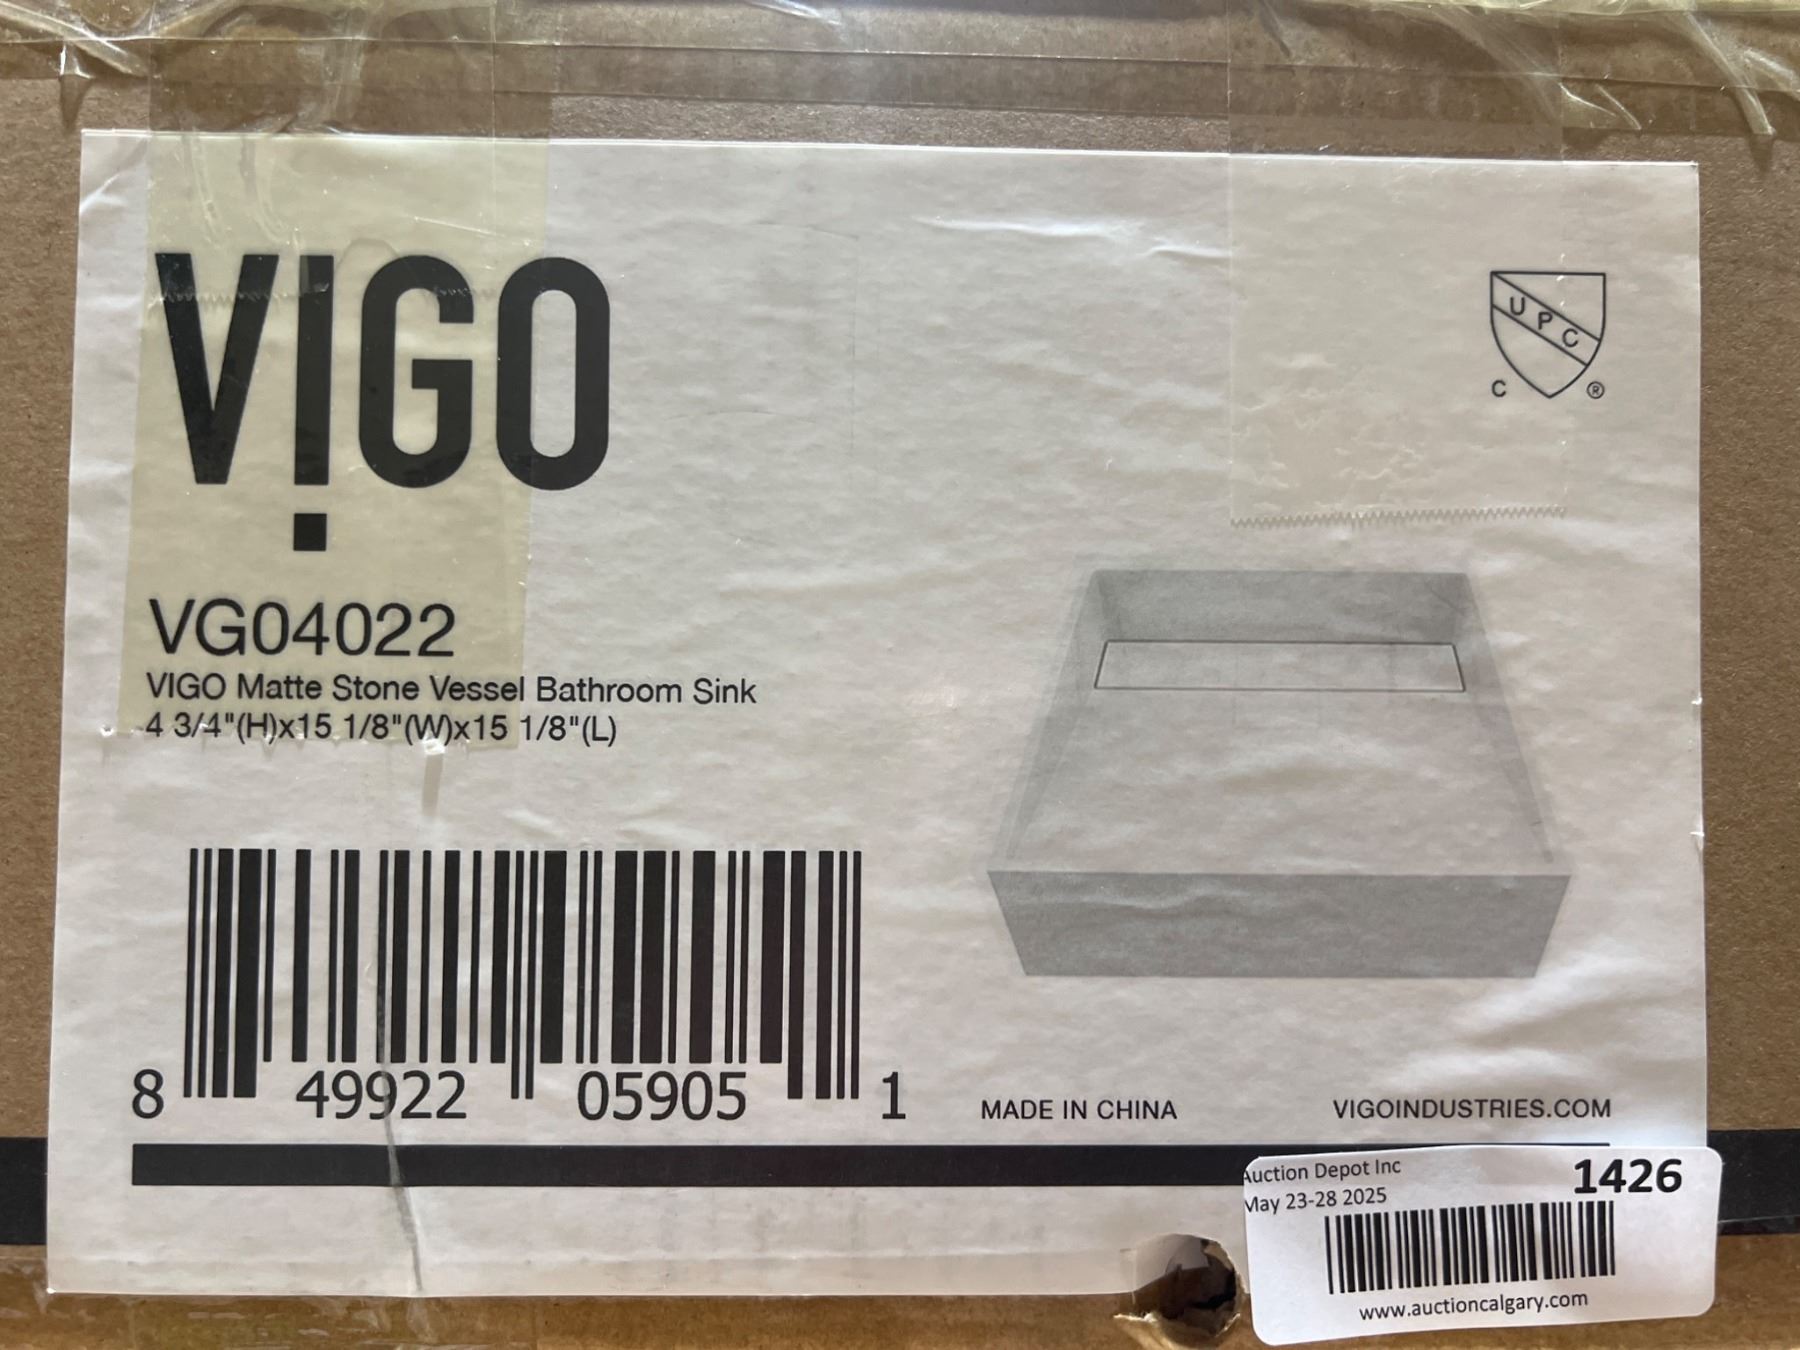 VIGO
UPC
C ®
VG04022
VIGO Matte Stone Vessel Bathroom Sink
4 3/4"(H)x15 1/8"(W)x15 1/8"(L)
8 49922 05905 1
MADE IN CHINA
VIGOINDUSTRIES.COM
Auction Depot Inc
May 23-28 2025
1426
www.auctioncalgary.com